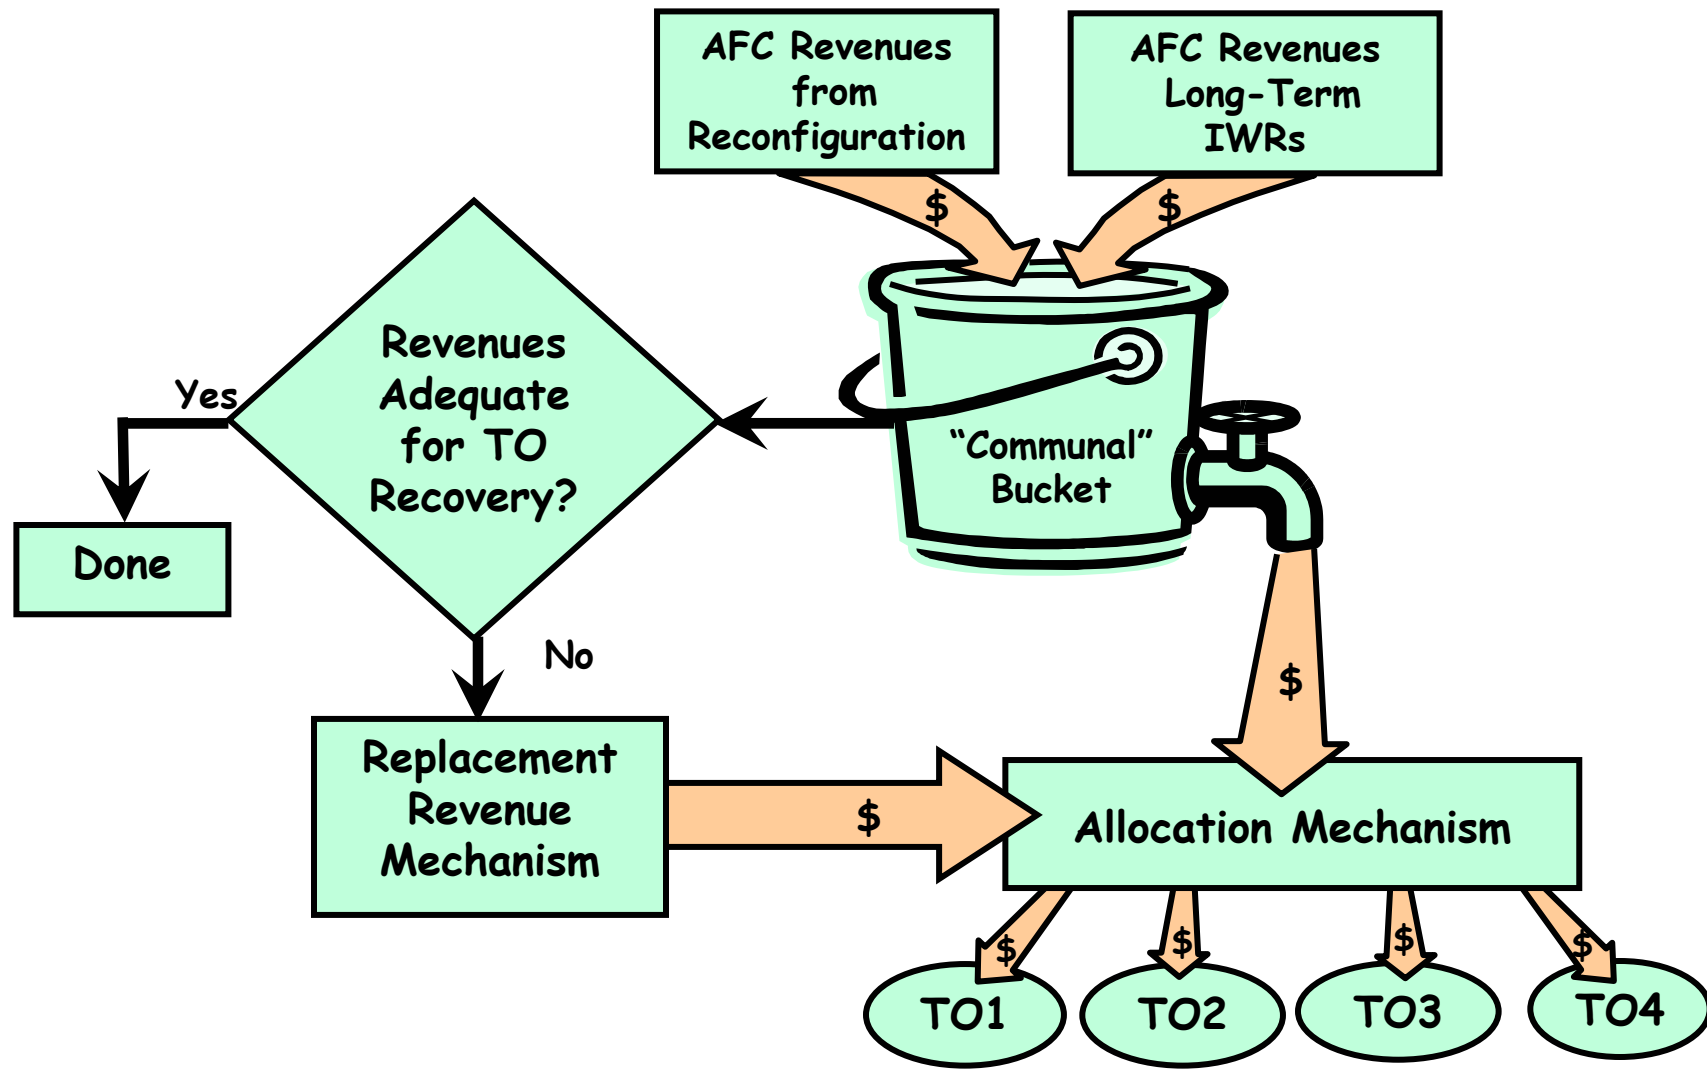 AFC Revenues
from
Reconfiguration
AFC Revenues
Long-Term
IWRs
$
$
Revenues
Adequate
for TO
Recovery?
Yes
Done
"Communal"
Bucket
No
$
Replacement
Revenue
Mechanism
$
Allocation Mechanism
$
$
$
$
TO1
TO2
TO3
TO4